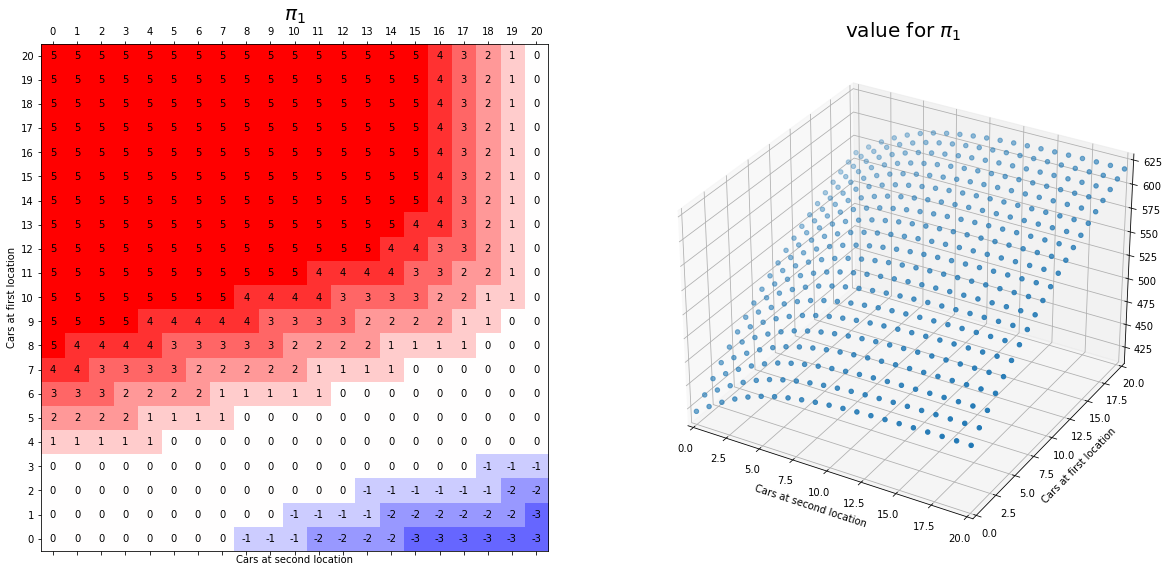 π1
0 1 2 3 4 5 6 7 8 9 10 11 12 13 14 15 16 17 18 19 20
20 5 5 5 5 5 5 5 5 5 5 5 5 5 5 5 5 4 3 2 1 0
19 5 5 5 5 5 5 5 5 5 5 5 5 5 5 5 5 4 3 2 1 0
18 5 5 5 5 5 5 5 5 5 5 5 5 5 5 5 5 4 3 2 1 0
17 5 5 5 5 5 5 5 5 5 5 5 5 5 5 5 5 4 3 2 1 0
16 5 5 5 5 5 5 5 5 5 5 5 5 5 5 5 5 4 3 2 1 0
15 5 5 5 5 5 5 5 5 5 5 5 5 5 5 5 5 4 3 2 1 0
14 5 5 5 5 5 5 5 5 5 5 5 5 5 5 5 5 4 3 2 1 0
13 5 5 5 5 5 5 5 5 5 5 5 5 5 5 5 4 4 3 2 1 0
12 5 5 5 5 5 5 5 5 5 5 5 5 5 5 4 4 3 3 2 1 0
11 5 5 5 5 5 5 5 5 5 5 5 4 4 4 4 3 3 2 2 1 0
10 5 5 5 5 5 5 5 5 4 4 4 4 3 3 3 3 2 2 1 1 0
9 5 5 5 5 4 4 4 4 4 3 3 3 3 2 2 2 2 1 1 0 0
8 5 4 4 4 4 3 3 3 3 3 2 2 2 2 1 1 1 1 0 0 0
7 4 4 3 3 3 3 2 2 2 2 2 1 1 1 1 0 0 0 0 0 0
6 3 3 3 2 2 2 2 1 1 1 1 1 0 0 0 0 0 0 0 0 0
5 2 2 2 2 1 1 1 1 0 0 0 0 0 0 0 0 0 0 0 0 0
4 1 1 1 1 1 0 0 0 0 0 0 0 0 0 0 0 0 0 0 0 0
3 0 0 0 0 0 0 0 0 0 0 0 0 0 0 0 0 0 0 -1 -1 -1
2 0 0 0 0 0 0 0 0 0 0 0 0 0 -1 -1 -1 -1 -1 -1 -2 -2
1 0 0 0 0 0 0 0 0 0 0 -1 -1 -1 -1 -2 -2 -2 -2 -2 -2 -3
0 0 0 0 0 0 0 0 0 -1 -1 -1 -2 -2 -2 -2 -3 -3 -3 -3 -3 -3
Cars at first location
Cars at second location
value for π1
625
600
575
550
525
500
475
450
425
0.0 2.5 5.0 7.5 10.0 12.5 15.0 17.5 20.0
Cars at second location
0.0 2.5 5.0 7.5 10.0 12.5 15.0 17.5 20.0
Cars at first location